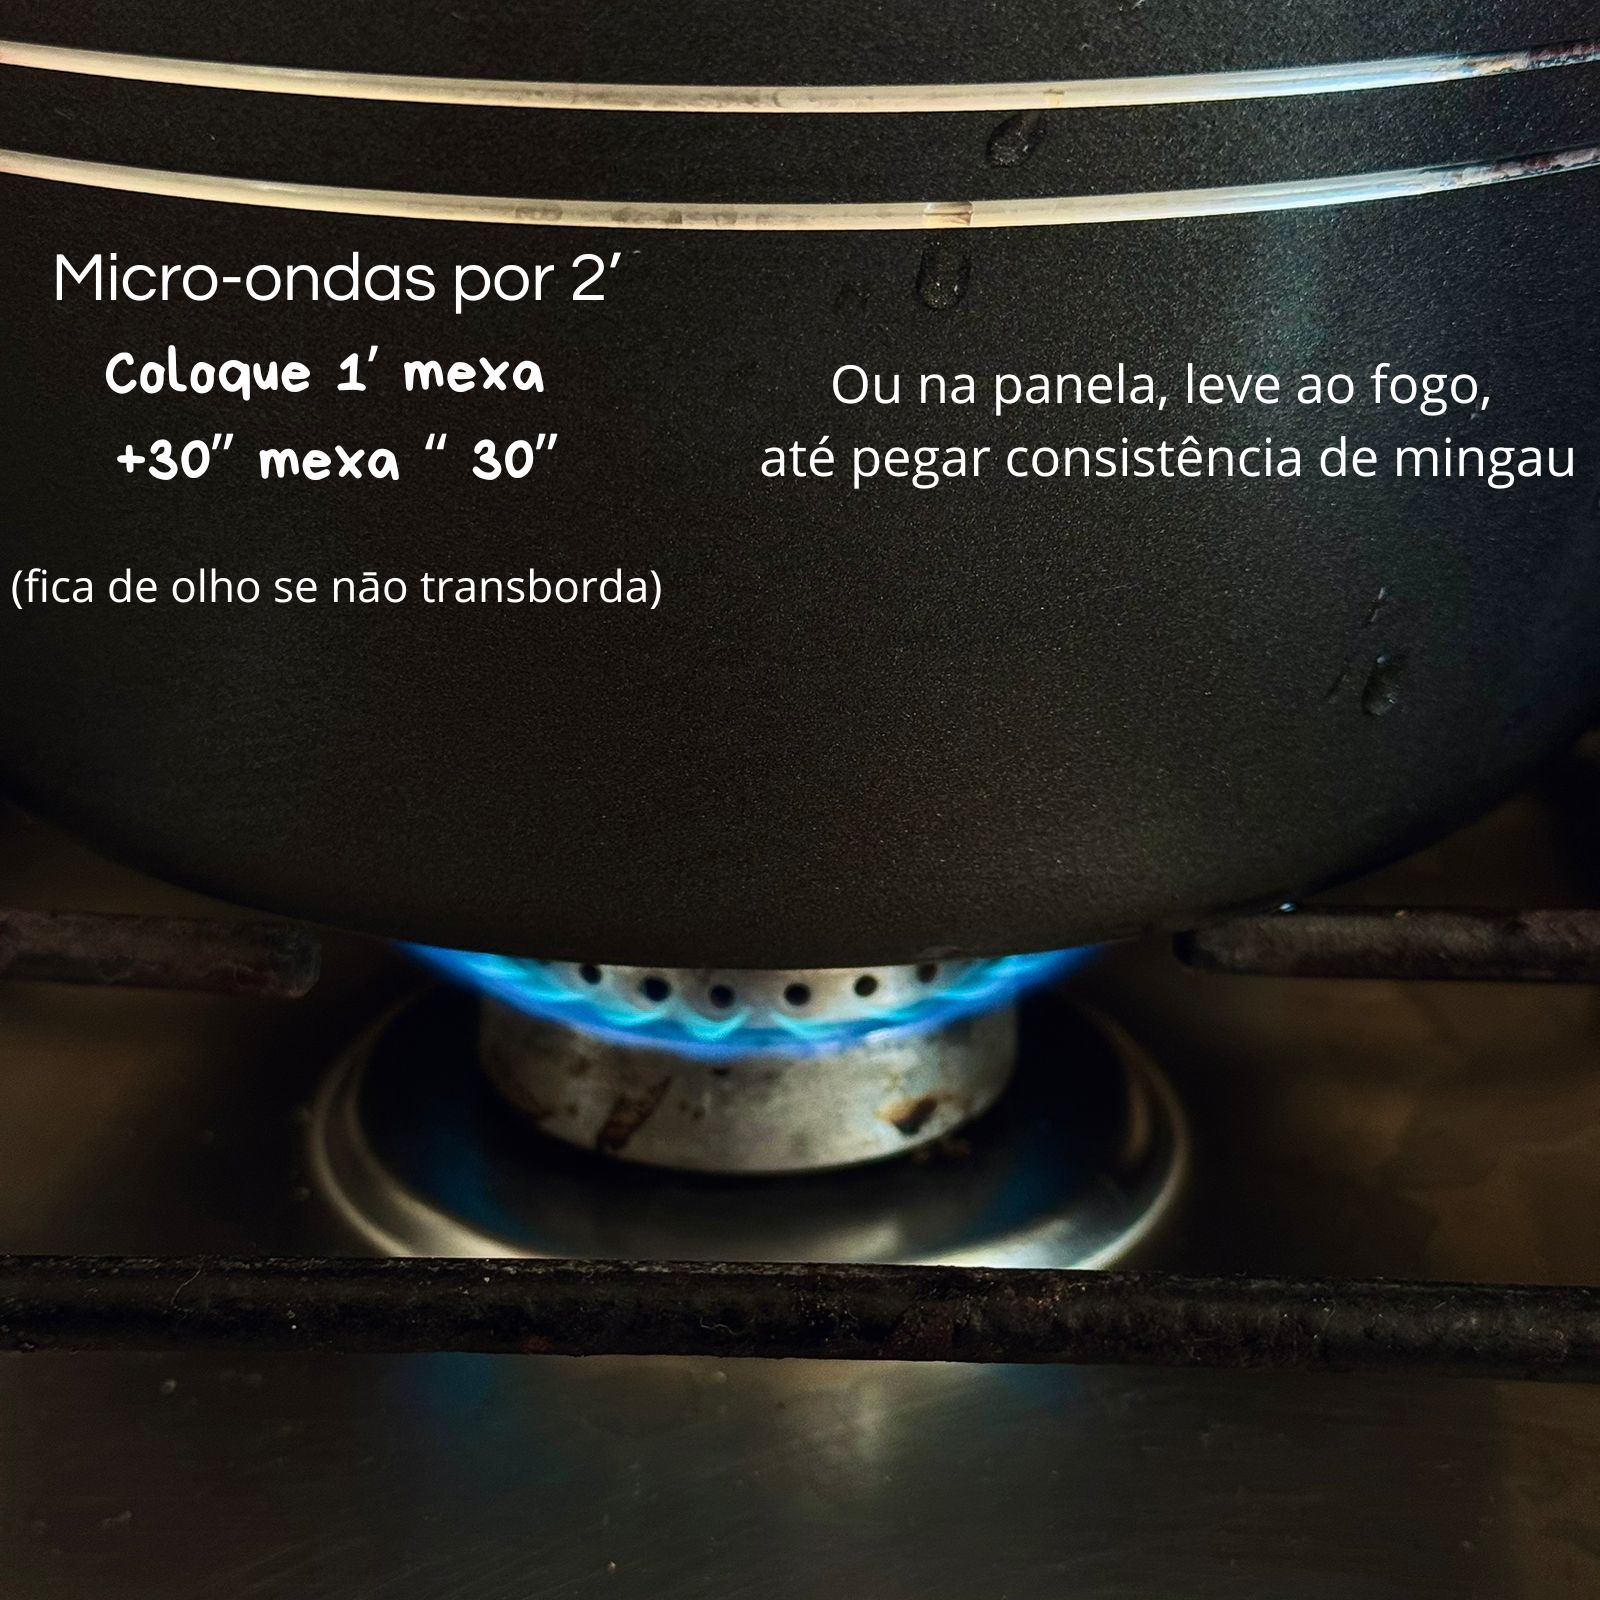 Micro-ondas por 2’
Coloque 1’ mexa
+30” mexa “ 30”
(fica de olho se não transborda)
Ou na panela, leve ao fogo,
até pegar consistência de mingau